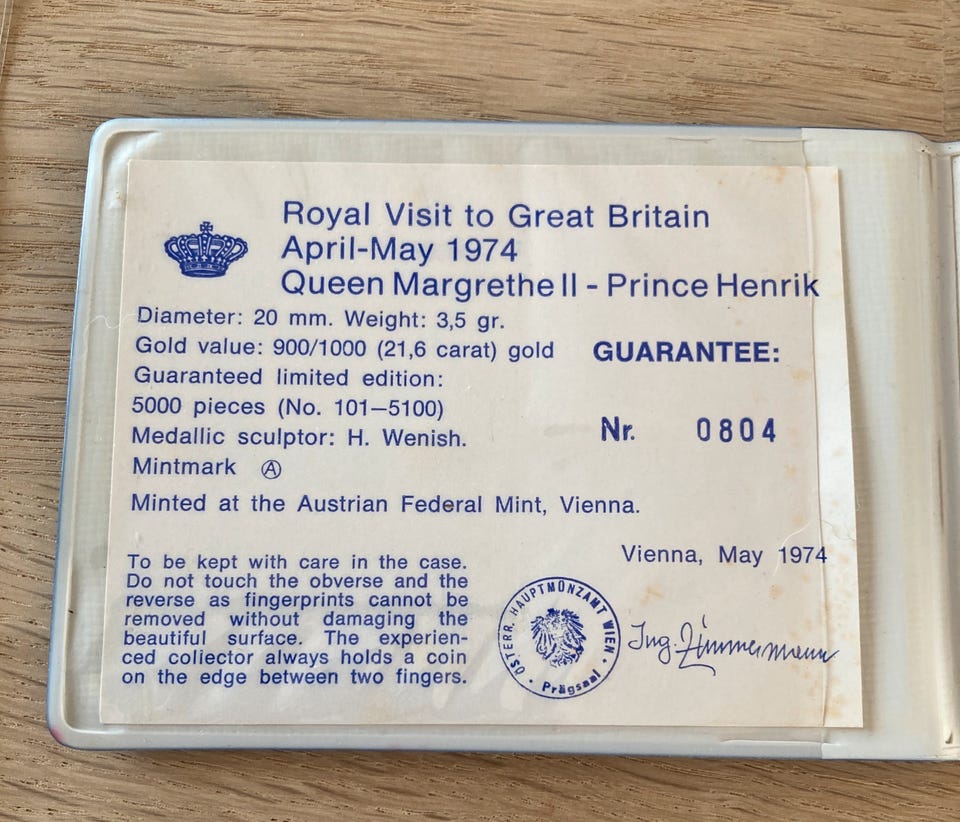 Royal Visit to Great Britain
April-May 1974
Queen Margrethe II - Prince Henrik
Diameter: 20 mm. Weight: 3,5 gr.
Gold value: 900/1000 (21,6 carat) gold
Guaranteed limited edition:
5000 pieces (No. 101—5100)
Medallic sculptor: H. Wenish.
Mintmark Ⓐ
Minted at the Austrian Federal Mint, Vienna.
GUARANTEE:
Nr. 0804
To be kept with care in the case.
Do not touch the obverse and the
reverse as fingerprints cannot be
removed without damaging the
beautiful surface. The experien-
ced collector always holds a coin
on the edge between two fingers.
Vienna, May 1974
ÖSTERR. HAUPTMÜNZAMT WIEN
Prägsaal
Ing. Zimmermann